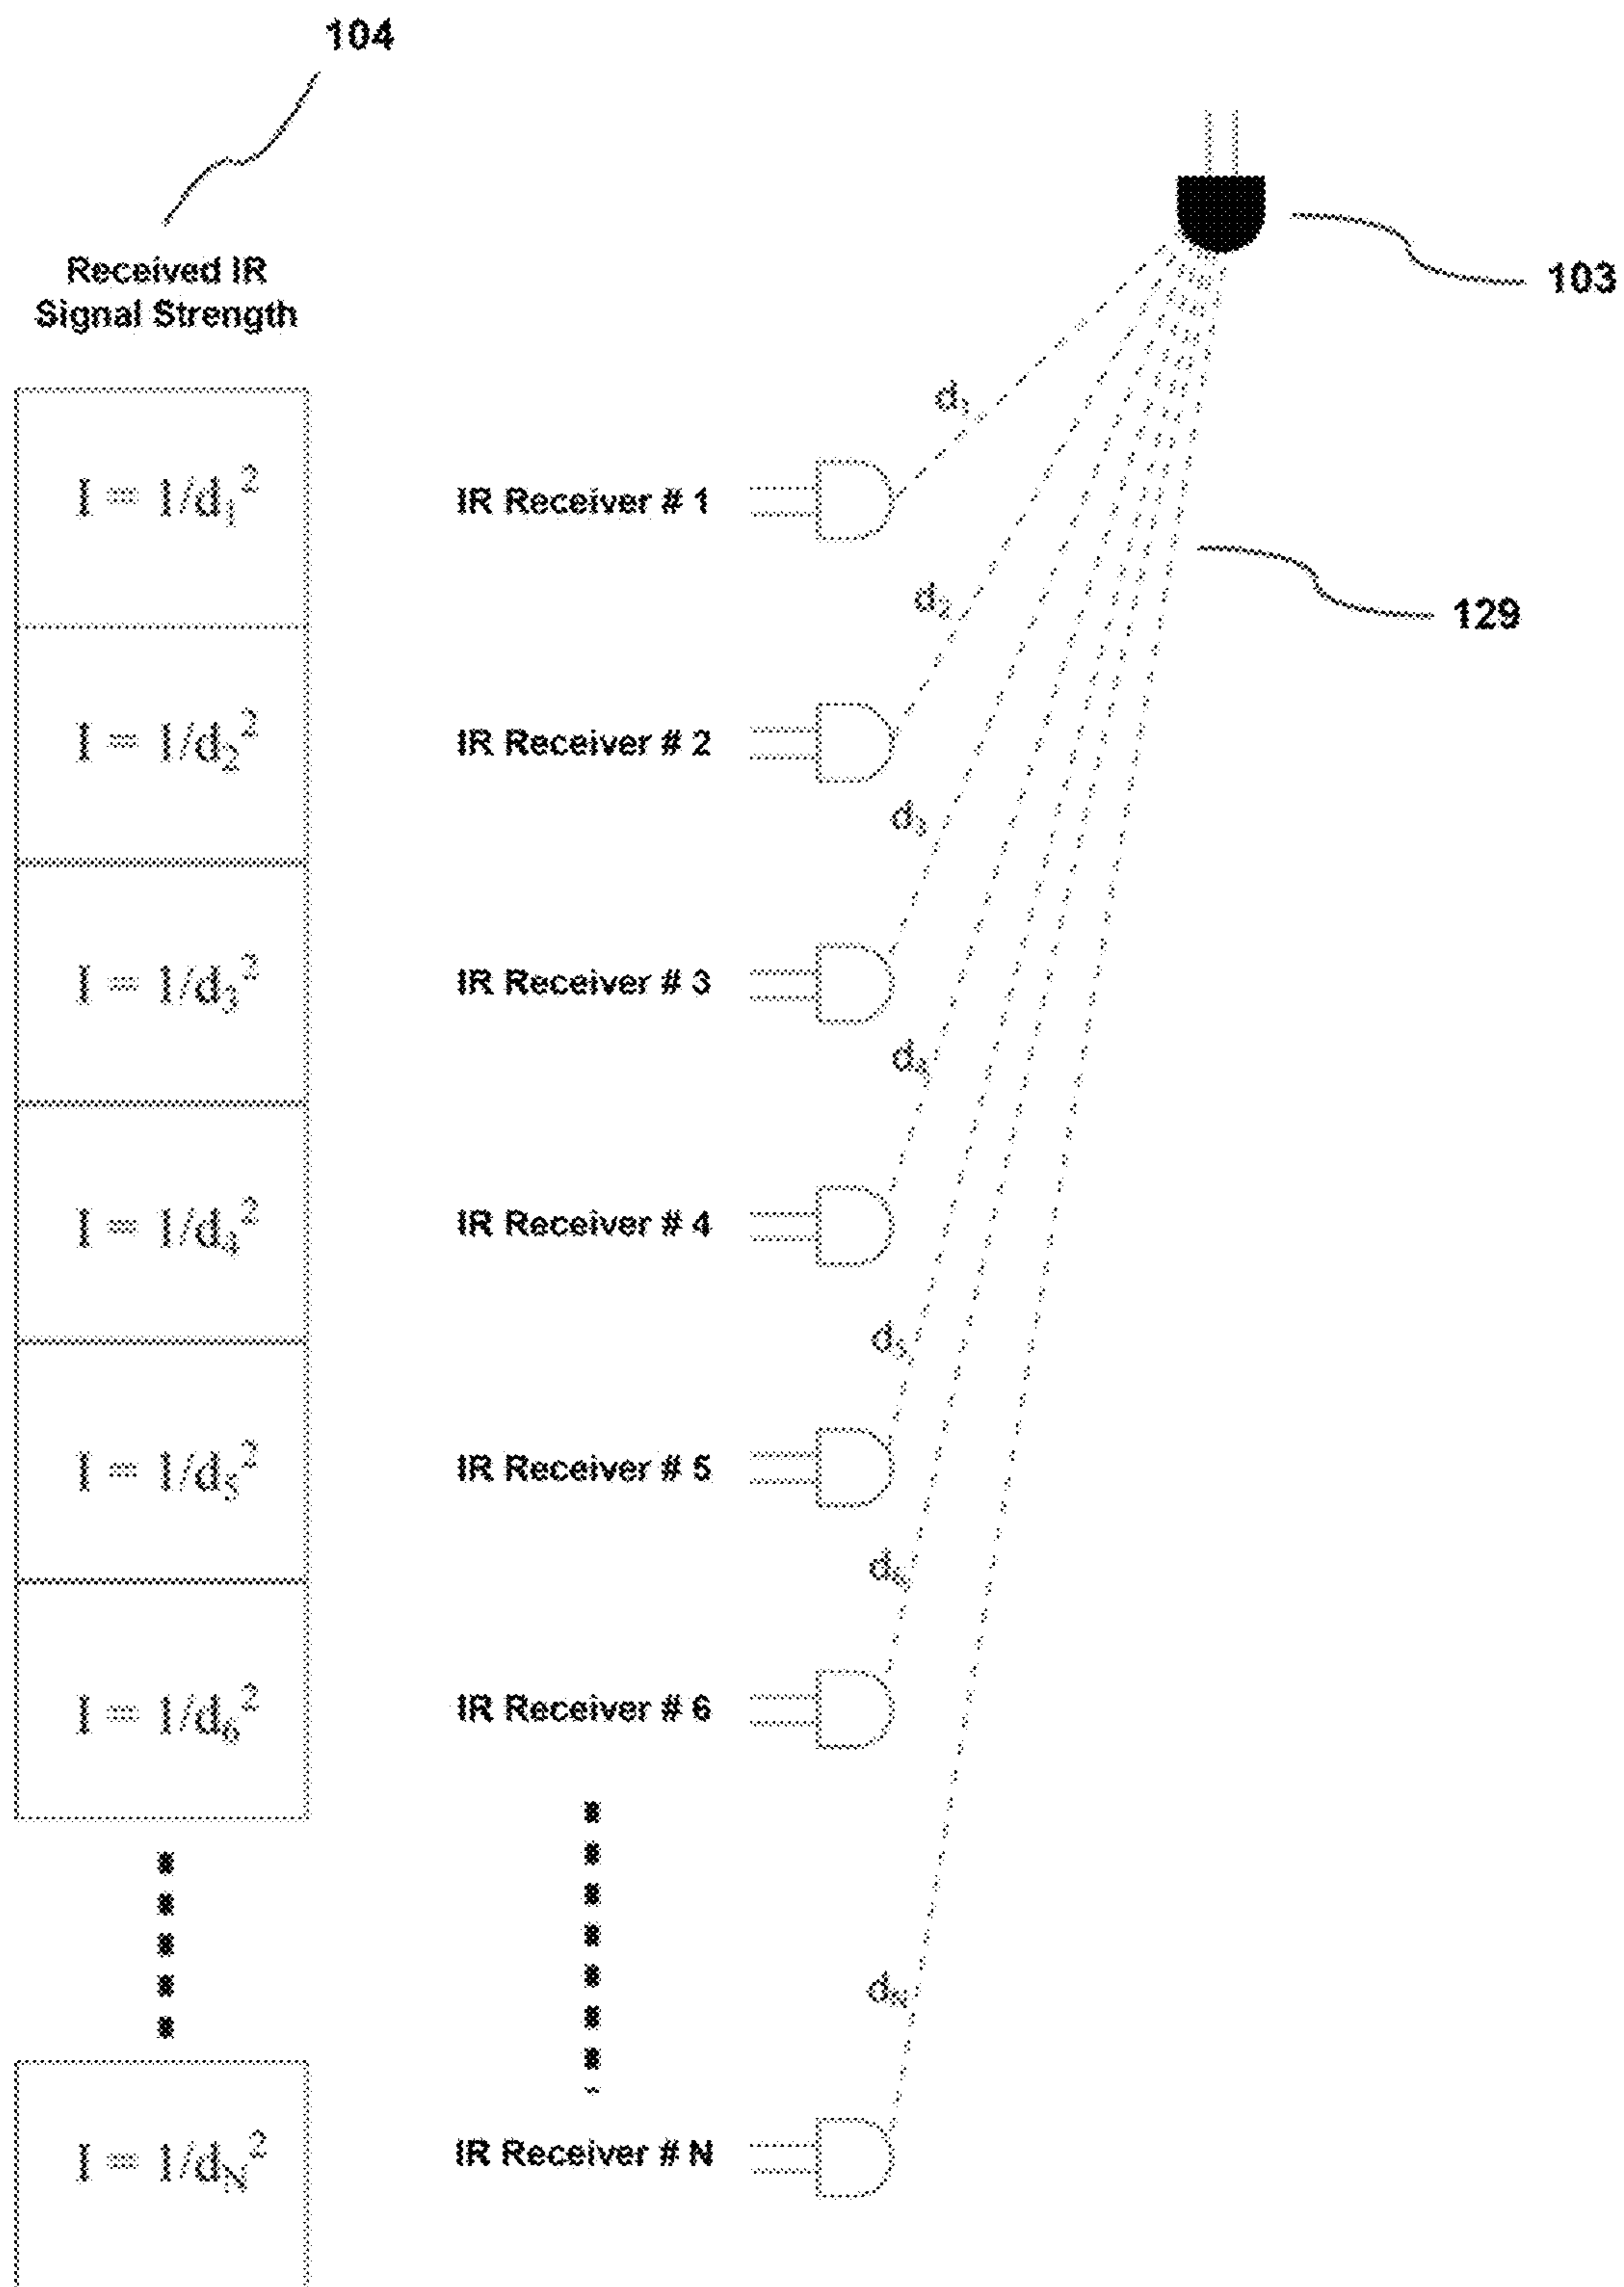 104
103
Received IR
Signal Strength
d₁
I = 1/d₁²
IR Receiver # 1
129
d₂
I = 1/d₂²
IR Receiver # 2
d₃
I = 1/d₃²
IR Receiver # 3
d₄
I = 1/d₄²
IR Receiver # 4
d₅
I = 1/d₅²
IR Receiver # 5
d₆
I = 1/d₆²
IR Receiver # 6
d_N
I = 1/d_N²
IR Receiver # N